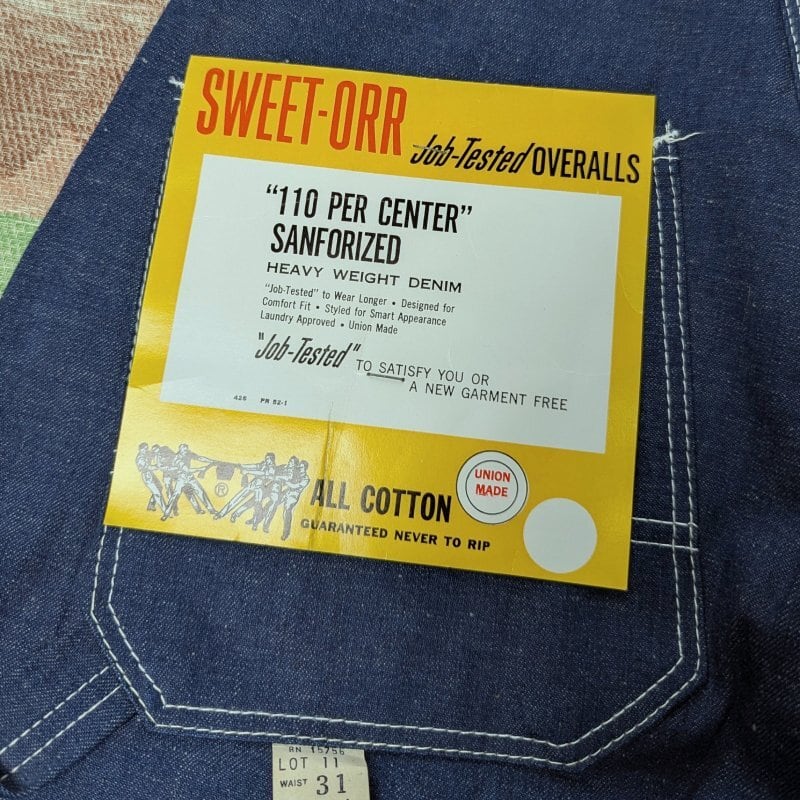 SWEET-ORR
Job-Tested OVERALLS
“110 PER CENTER”
SANFORIZED
HEAVY WEIGHT DENIM
“Job-Tested” to Wear Longer • Designed for
Comfort Fit • Styled for Smart Appearance
Laundry Approved • Union Made
"Job-Tested" TO SATISFY YOU OR
A NEW GARMENT FREE
426 PR 52-1
®
ALL COTTON
GUARANTEED NEVER TO RIP
UNION
MADE
RN 15756
LOT 11
WAIST 31